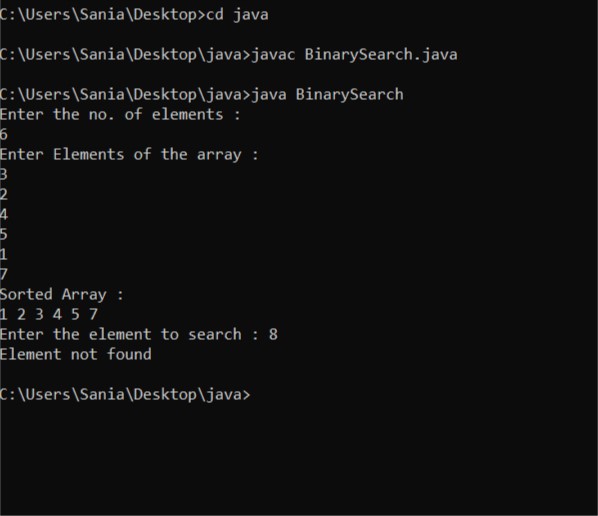 C:\Users\Sania\Desktop>cd java
C:\Users\Sania\Desktop\java>javac BinarySearch.java
C:\Users\Sania\Desktop\java>java BinarySearch
Enter the no. of elements :
6
Enter Elements of the array :
3
2
4
5
1
7
Sorted Array :
1 2 3 4 5 7
Enter the element to search : 8
Element not found
C:\Users\Sania\Desktop\java>